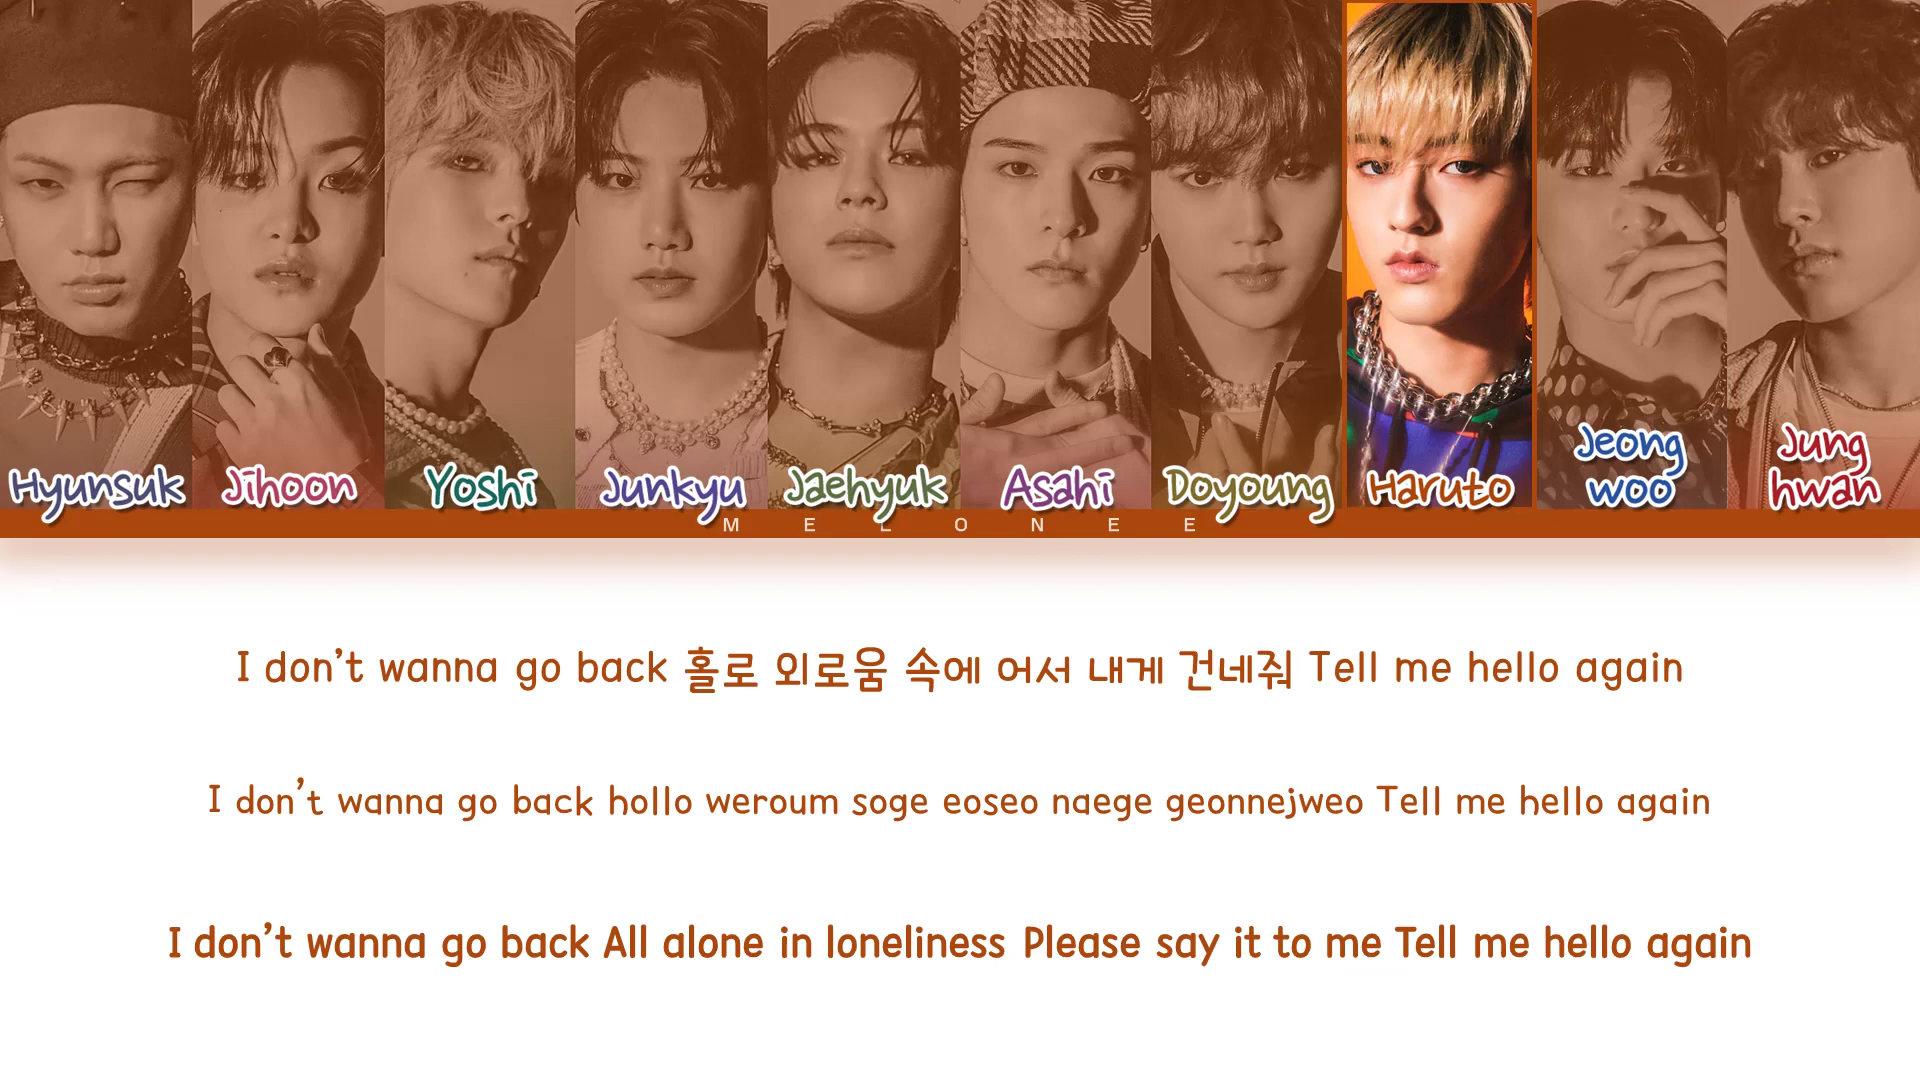 Hyunsuk Jihoon Yoshi Junkyu Jaehyuk Asahi Doyoung Haruto Jeong woo Jung hwan
MELONEE
I don't wanna go back 홀로 외로움 속에 어서 내게 건네줘 Tell me hello again
I don't wanna go back hollo weroum soge eoseo naege geonnejweo Tell me hello again
I don't wanna go back All alone in loneliness Please say it to me Tell me hello again